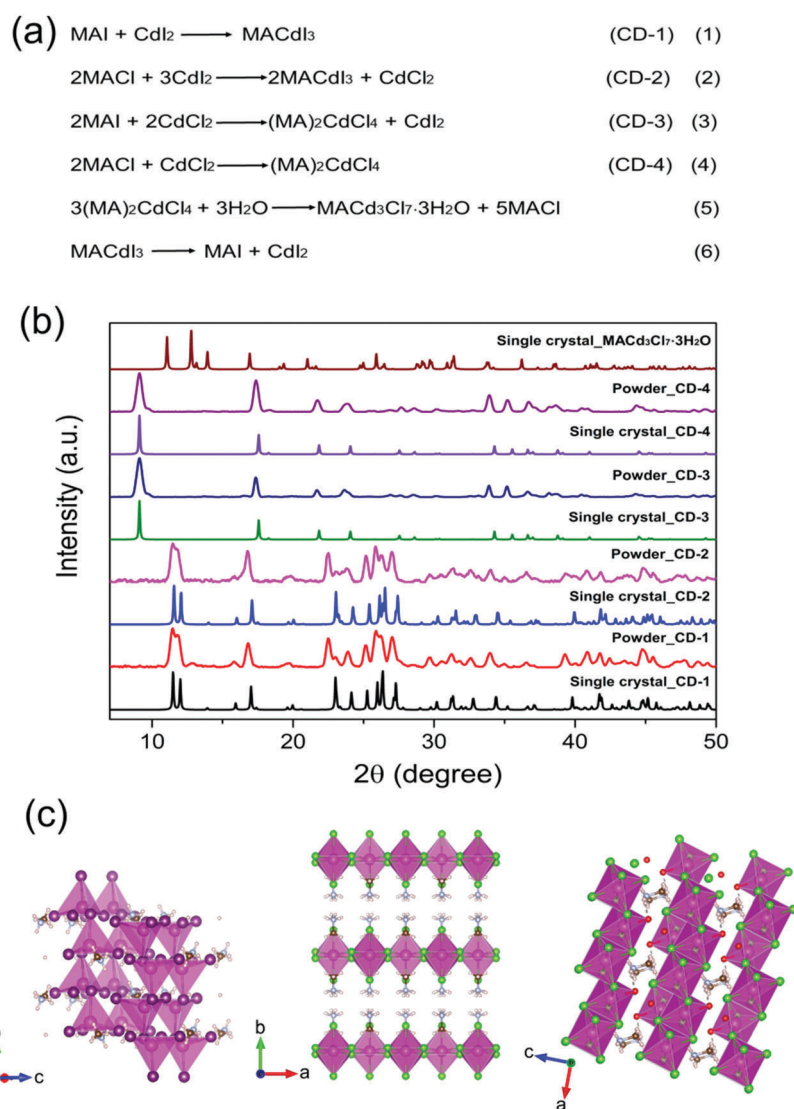 (a)
MAI + CdI₂ ⟶ MACdI₃ (CD-1) (1)
2MACl + 3CdI₂ ⟶ 2MACdI₃ + CdCl₂ (CD-2) (2)
2MAI + 2CdCl₂ ⟶ (MA)₂CdCl₄ + CdI₂ (CD-3) (3)
2MACl + CdCl₂ ⟶ (MA)₂CdCl₄ (CD-4) (4)
3(MA)₂CdCl₄ + 3H₂O ⟶ MACd₃Cl₇·3H₂O + 5MACl (5)
MACdI₃ ⟶ MAI + CdI₂ (6)
(b)
Single crystal_MACd₃Cl₇·3H₂O
Powder_CD-4
Single crystal_CD-4
Powder_CD-3
Single crystal_CD-3
Powder_CD-2
Single crystal_CD-2
Powder_CD-1
Single crystal_CD-1
Intensity (a.u.)
10 20 30 40 50
2θ (degree)
(c)
c
b
a
c
a